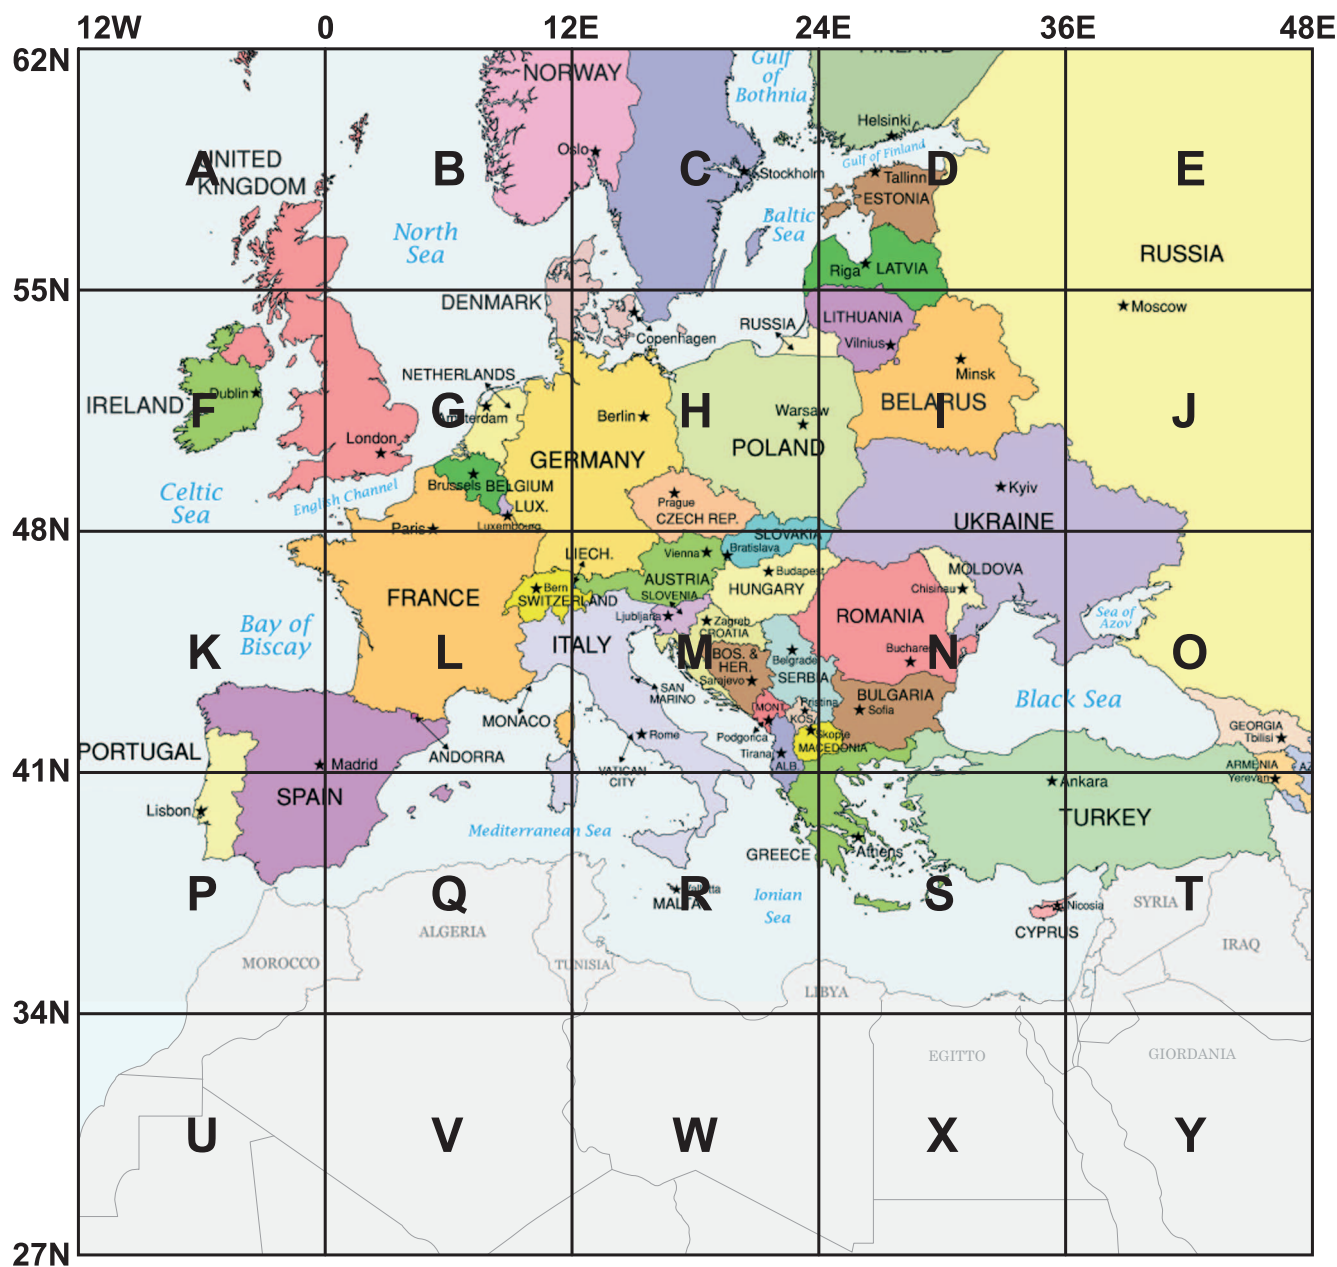 12W 0 12E 24E 36E 48E
62N
FINLAND
NORWAY
Gulf
of
Bothnia
Helsinki
Oslo
Gulf of Finland
A
UNITED
KINGDOM
B
C
Stockholm
Tallinn
D
E
ESTONIA
North
Sea
Baltic
Sea
RUSSIA
Riga
LATVIA
55N
DENMARK
Moscow
LITHUANIA
RUSSIA
Copenhagen
Vilnius
Minsk
NETHERLANDS
Dublin
IRELAND
F
G
Amsterdam
Berlin
H
Warsaw
BELARUS
I
J
London
POLAND
GERMANY
Celtic
Sea
English Channel
Brussels
BELGIUM
LUX.
Luxembourg
Prague
CZECH REP.
Kyiv
UKRAINE
Paris
48N
SLOVAKIA
Bratislava
LIECH.
Vienna
Budapest
AUSTRIA
HUNGARY
MOLDOVA
Chisinau
Bern
SWITZERLAND
SLOVENIA
Ljubljana
FRANCE
Bay of
Biscay
Zagreb
CROATIA
ROMANIA
Sea of
Azov
ITALY
K
L
M
N
O
BOS. &
HER.
Belgrade
Bucharest
Sarajevo
SERBIA
SAN
MARINO
BULGARIA
Sofia
Black Sea
MONT.
Pristina
KOS.
MONACO
Podgorica
Skopje
MACEDONIA
GEORGIA
Tbilisi
PORTUGAL
ANDORRA
Rome
Tirana
ALB.
VATICAN
CITY
Madrid
ARMENIA
AZ
Yerevan
41N
Ankara
SPAIN
Lisbon
TURKEY
Mediterranean Sea
GREECE
Athens
P
Q
R
S
T
Valletta
MALTA
Ionian
Sea
Nicosia
CYPRUS
SYRIA
ALGERIA
IRAQ
MOROCCO
TUNISIA
LIBYA
34N
EGITTO
GIORDANIA
U
V
W
X
Y
27N